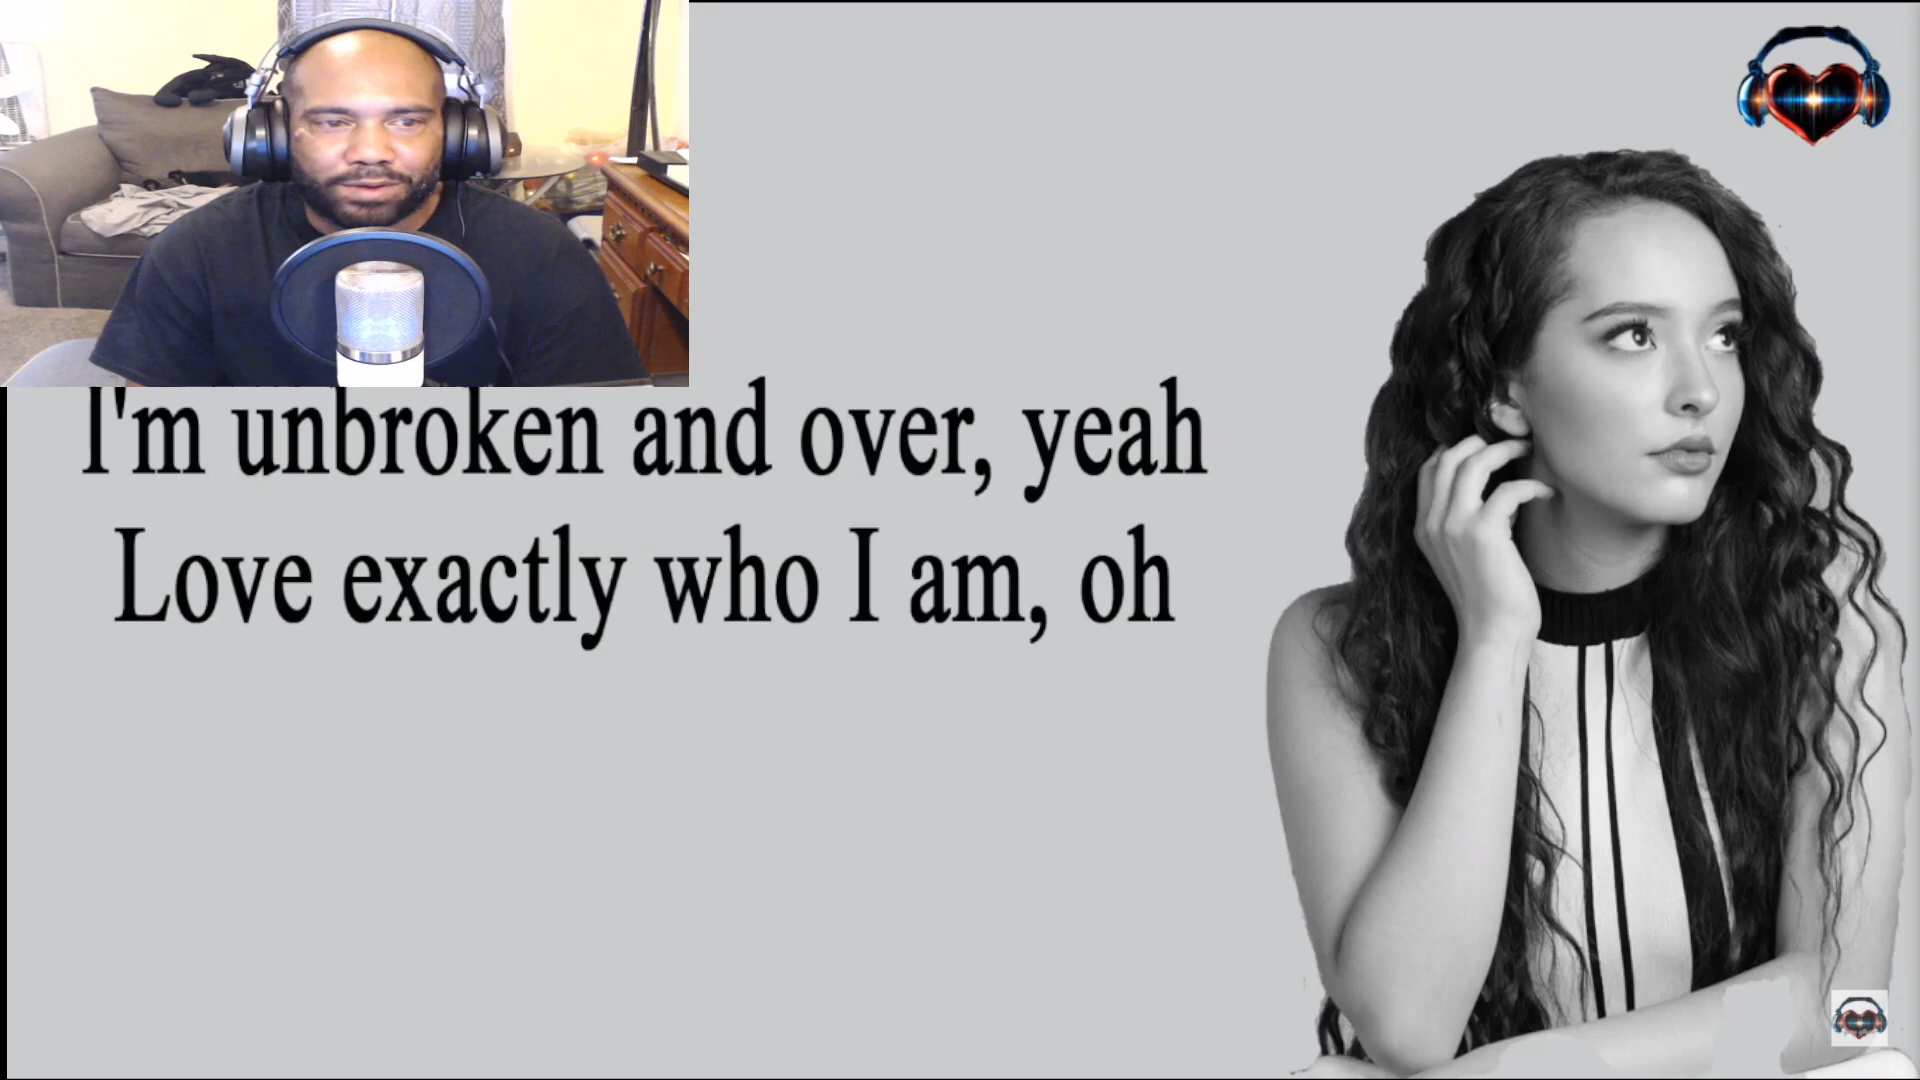 I'm unbroken and over, yeah
Love exactly who I am, oh